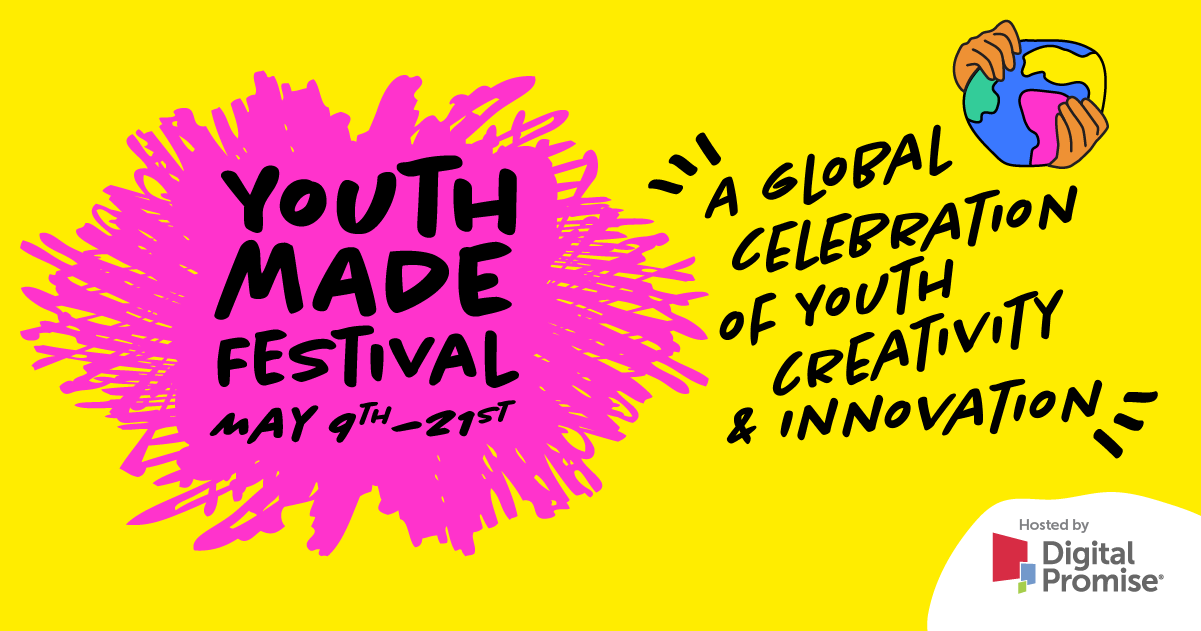 YOUTH
MADE
FESTIVAL
MAY 9TH–21ST
A GLOBAL
CELEBRATION
OF YOUTH
CREATIVITY
& INNOVATION
Hosted by
Digital
Promise®